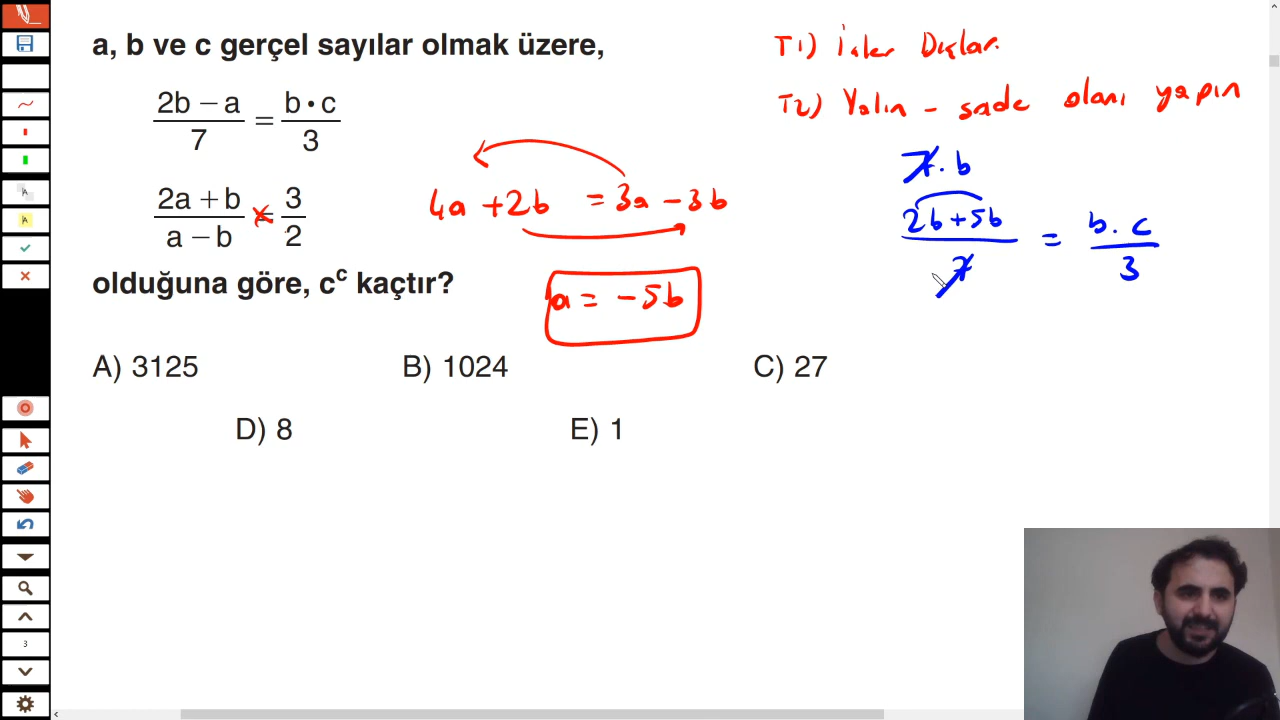 a, b ve c gerçel sayılar olmak üzere,
2b – a / 7 = b • c / 3
2a + b / a – b = 3 / 2
olduğuna göre, c^c kaçtır?
A) 3125
B) 1024
C) 27
D) 8
E) 1
T1) İçler Dışlar.
T2) Yalın - sade olanı yapın
4a + 2b = 3a - 3b
a = -5b
7 . b
2b + 5b / 7 = b . c / 3
3